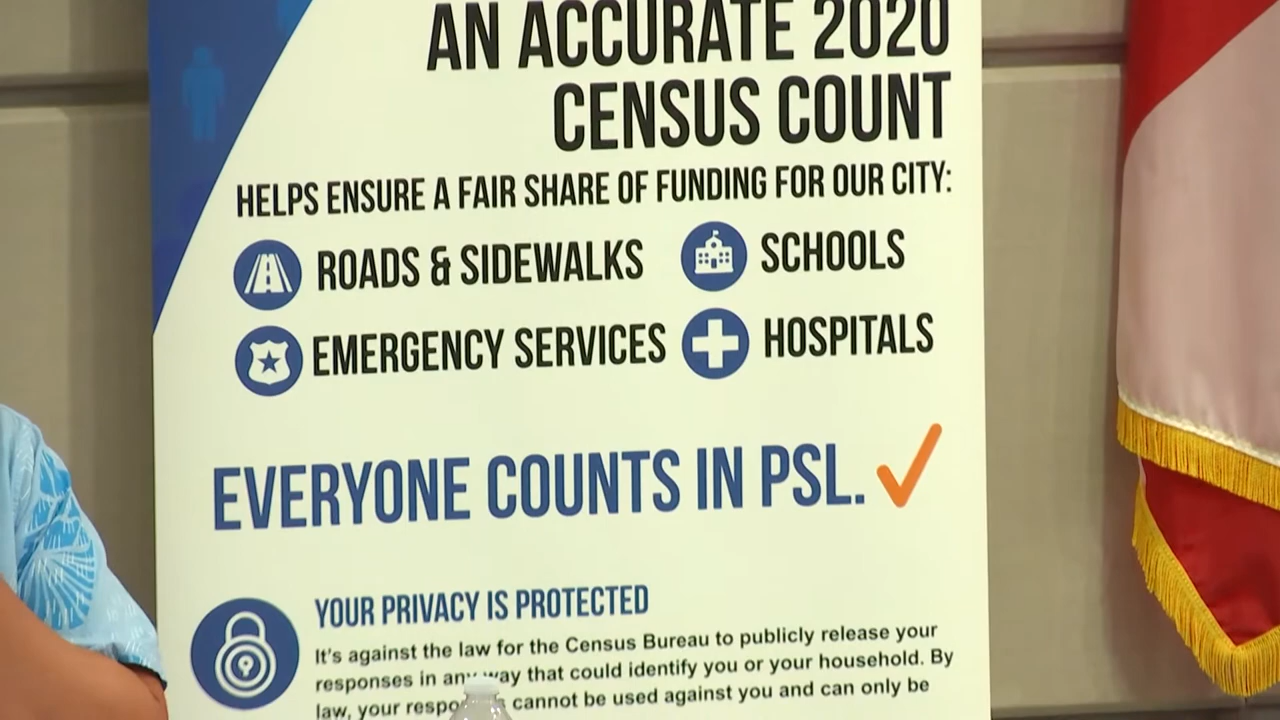 AN ACCURATE 2020
CENSUS COUNT
HELPS ENSURE A FAIR SHARE OF FUNDING FOR OUR CITY:
ROADS & SIDEWALKS
SCHOOLS
EMERGENCY SERVICES
HOSPITALS
EVERYONE COUNTS IN PSL.
YOUR PRIVACY IS PROTECTED
It's against the law for the Census Bureau to publicly release your
responses in any way that could identify you or your household. By
law, your cannot be used against you and can only be